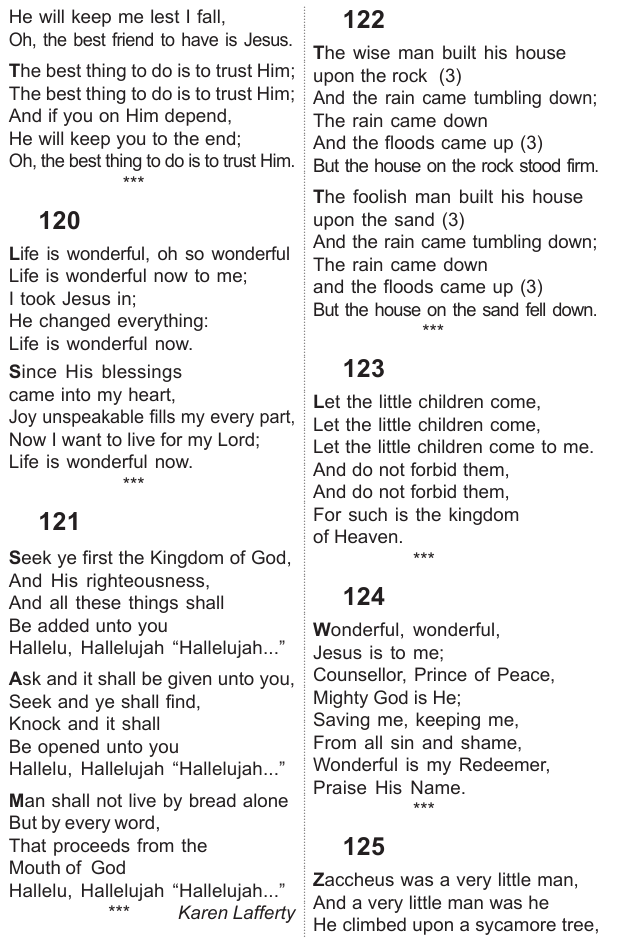 He will keep me lest I fall,
Oh, the best friend to have is Jesus.
The best thing to do is to trust Him;
The best thing to do is to trust Him;
And if you on Him depend,
He will keep you to the end;
Oh, the best thing to do is to trust Him.
***
120
Life is wonderful, oh so wonderful
Life is wonderful now to me;
I took Jesus in;
He changed everything:
Life is wonderful now.
Since His blessings
came into my heart,
Joy unspeakable fills my every part,
Now I want to live for my Lord;
Life is wonderful now.
***
121
Seek ye first the Kingdom of God,
And His righteousness,
And all these things shall
Be added unto you
Hallelu, Hallelujah “Hallelujah...”
Ask and it shall be given unto you,
Seek and ye shall find,
Knock and it shall
Be opened unto you
Hallelu, Hallelujah “Hallelujah...”
Man shall not live by bread alone
But by every word,
That proceeds from the
Mouth of God
Hallelu, Hallelujah “Hallelujah...”
*** Karen Lafferty
122
The wise man built his house
upon the rock (3)
And the rain came tumbling down;
The rain came down
And the floods came up (3)
But the house on the rock stood firm.
The foolish man built his house
upon the sand (3)
And the rain came tumbling down;
The rain came down
and the floods came up (3)
But the house on the sand fell down.
***
123
Let the little children come,
Let the little children come,
Let the little children come to me.
And do not forbid them,
And do not forbid them,
For such is the kingdom
of Heaven.
***
124
Wonderful, wonderful,
Jesus is to me;
Counsellor, Prince of Peace,
Mighty God is He;
Saving me, keeping me,
From all sin and shame,
Wonderful is my Redeemer,
Praise His Name.
***
125
Zaccheus was a very little man,
And a very little man was he
He climbed upon a sycamore tree,